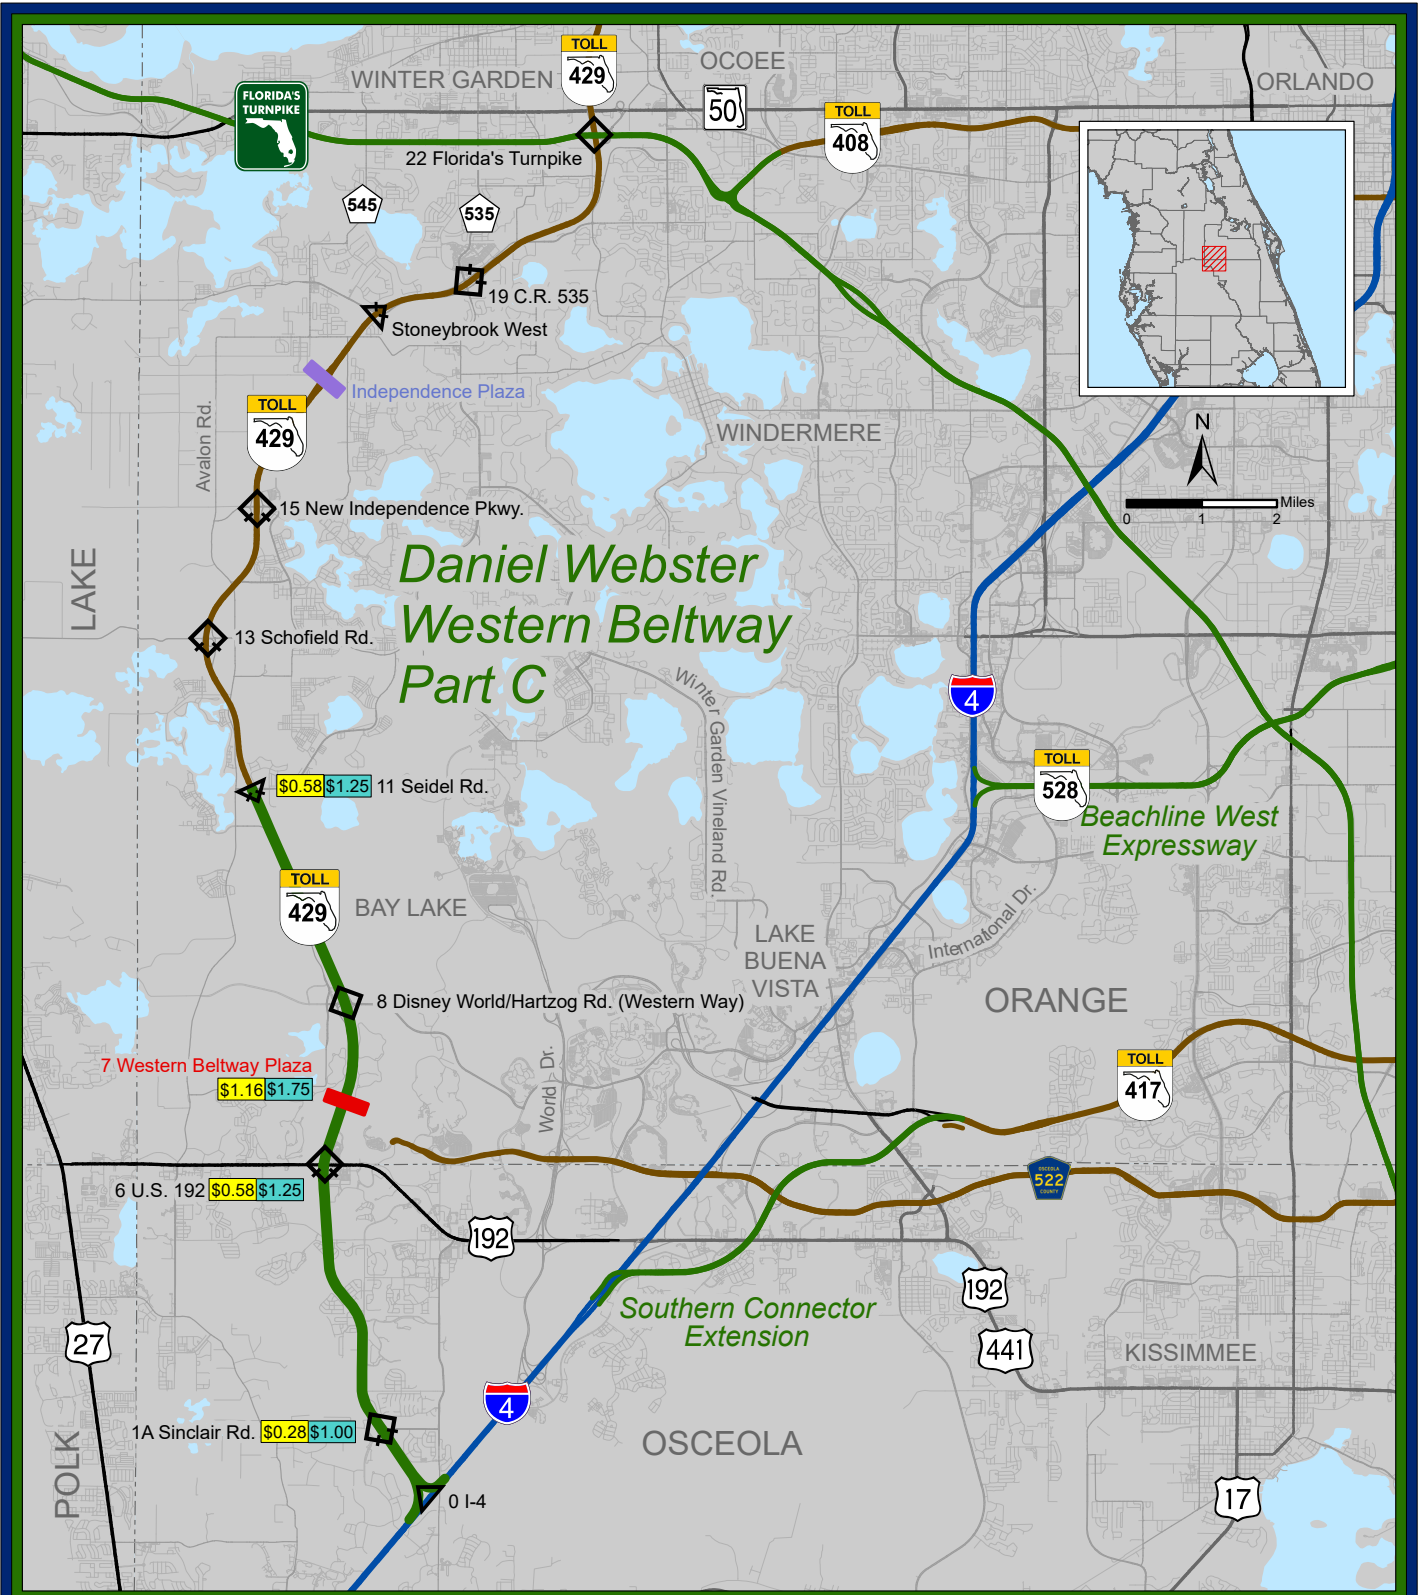 TOLL
429
WINTER GARDEN
OCOEE
ORLANDO
FLORIDA'S
TURNPIKE
50
TOLL
408
22 Florida's Turnpike
545
535
19 C.R. 535
Stoneybrook West
Independence Plaza
TOLL
429
Avalon Rd.
WINDERMERE
N
Miles
0
1
2
15 New Independence Pkwy.
Daniel Webster
Western Beltway
Part C
LAKE
13 Schofield Rd.
Winter Garden Vineland Rd.
4
$0.58 $1.25 11 Seidel Rd.
TOLL
528
Beachline West
Expressway
TOLL
429
BAY LAKE
LAKE
BUENA
VISTA
International Dr.
8 Disney World/Hartzog Rd. (Western Way)
ORANGE
7 Western Beltway Plaza
$1.16 $1.75
World Dr.
TOLL
417
OSCEOLA
522
COUNTY
6 U.S. 192 $0.58 $1.25
192
192
441
Southern Connector
Extension
27
KISSIMMEE
4
1A Sinclair Rd. $0.28 $1.00
OSCEOLA
POLK
0 I-4
17